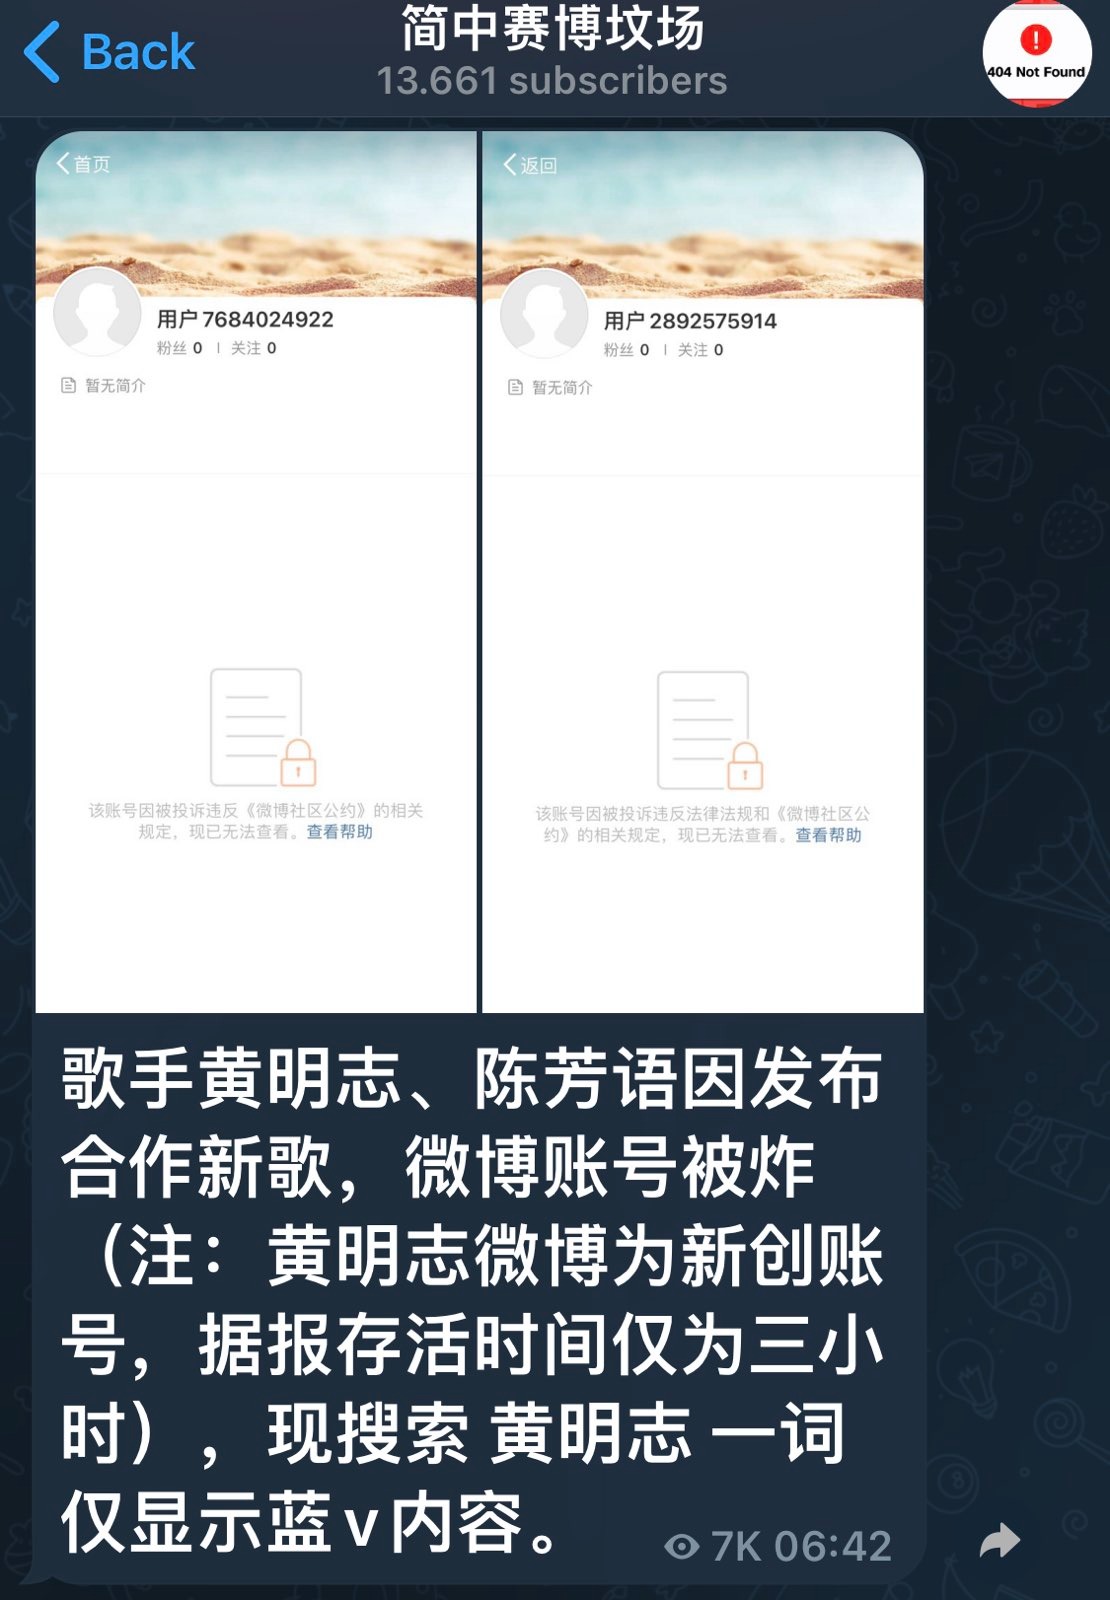 Back
简中赛博坟场
13.661 subscribers
!
404 Not Found
首页
用户7684024922
粉丝 0 | 关注 0
暂无简介
该账号因被投诉违反《微博社区公约》的相关
规定，现已无法查看。查看帮助
返回
用户2892575914
粉丝 0 | 关注 0
暂无简介
该账号因被投诉违反法律法规和《微博社区公
约》的相关规定，现已无法查看。查看帮助
歌手黄明志、陈芳语因发布
合作新歌，微博账号被炸
（注：黄明志微博为新创账
号，据报存活时间仅为三小
时），现搜索 黄明志 一词
仅显示蓝v内容。
7K 06:42